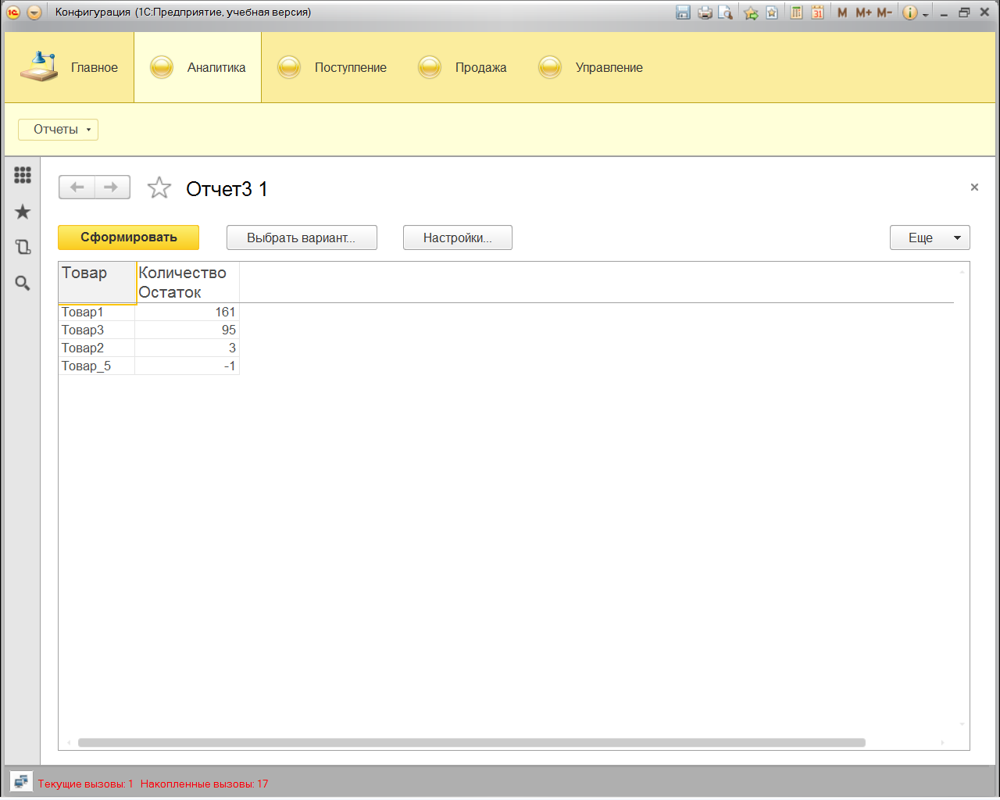 Конфигурация (1С:Предприятие, учебная версия)
31 M M+ M-
Главное Аналитика Поступление Продажа Управление
Отчеты
Отчет3 1
Сформировать Выбрать вариант... Настройки... Еще
Товар Количество
Остаток
Товар1 161
Товар3 95
Товар2 3
Товар_5 -1
Текущие вызовы: 1 Накопленные вызовы: 17